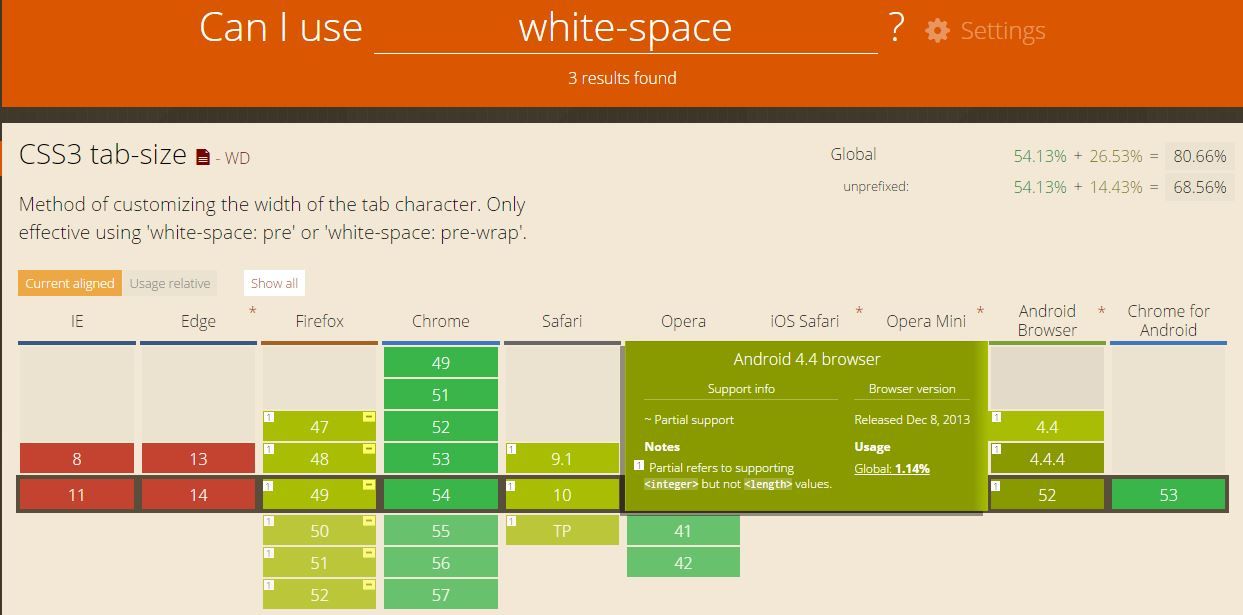 Can I use white-space ? Settings
3 results found
CSS3 tab-size - WD
Global 54.13% + 26.53% = 80.66%
unprefixed: 54.13% + 14.43% = 68.56%
Method of customizing the width of the tab character. Only
effective using 'white-space: pre' or 'white-space: pre-wrap'.
Current aligned Usage relative Show all
IE Edge * Firefox Chrome Safari Opera iOS Safari * Opera Mini * Android Browser * Chrome for Android
49
51
1 47 - 52 1 4.4
8 13 1 48 - 53 1 9.1 1 4.4.4
11 14 1 49 - 54 1 10 1 52 53
1 50 - 55 1 TP 41
1 51 - 56 42
1 52 - 57
Android 4.4 browser
Support info Browser version
~ Partial support Released Dec 8, 2013
Notes Usage
1 Partial refers to supporting Global: 1.14%
<integer> but not <length> values.